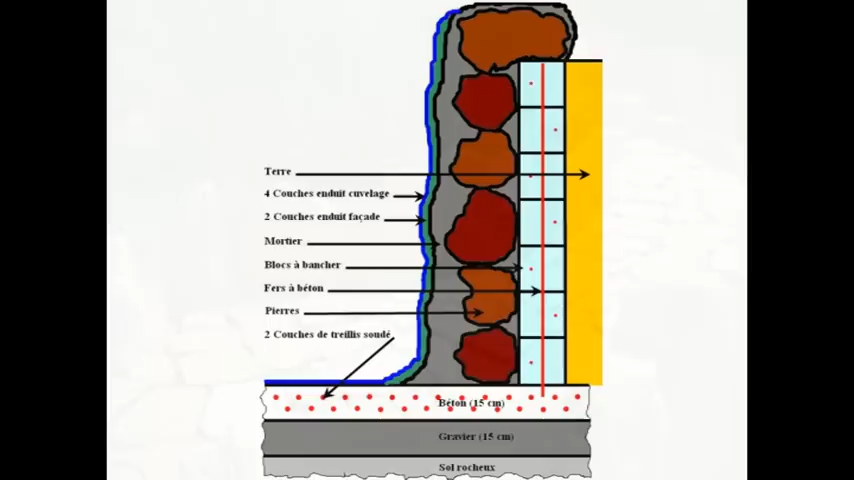 Terre
4 Couches enduit cuvelage
2 Couches enduit façade
Mortier
Blocs à bancher
Fers à béton
Pierres
2 Couches de treillis soudé
Béton (15 cm)
Gravier (15 cm)
Sol rocheux